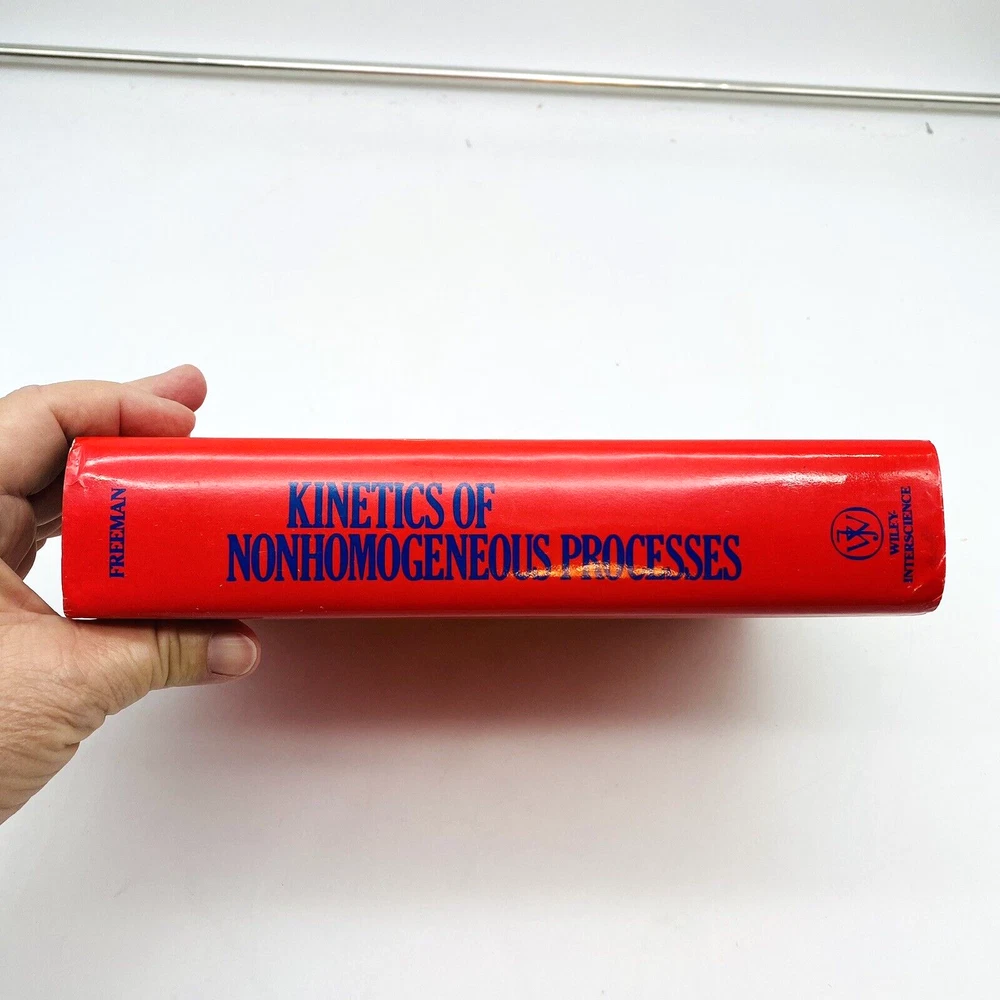 FREEMAN
KINETICS OF
NONHOMOGENEOUS PROCESSES
WILEY-
INTERSCIENCE